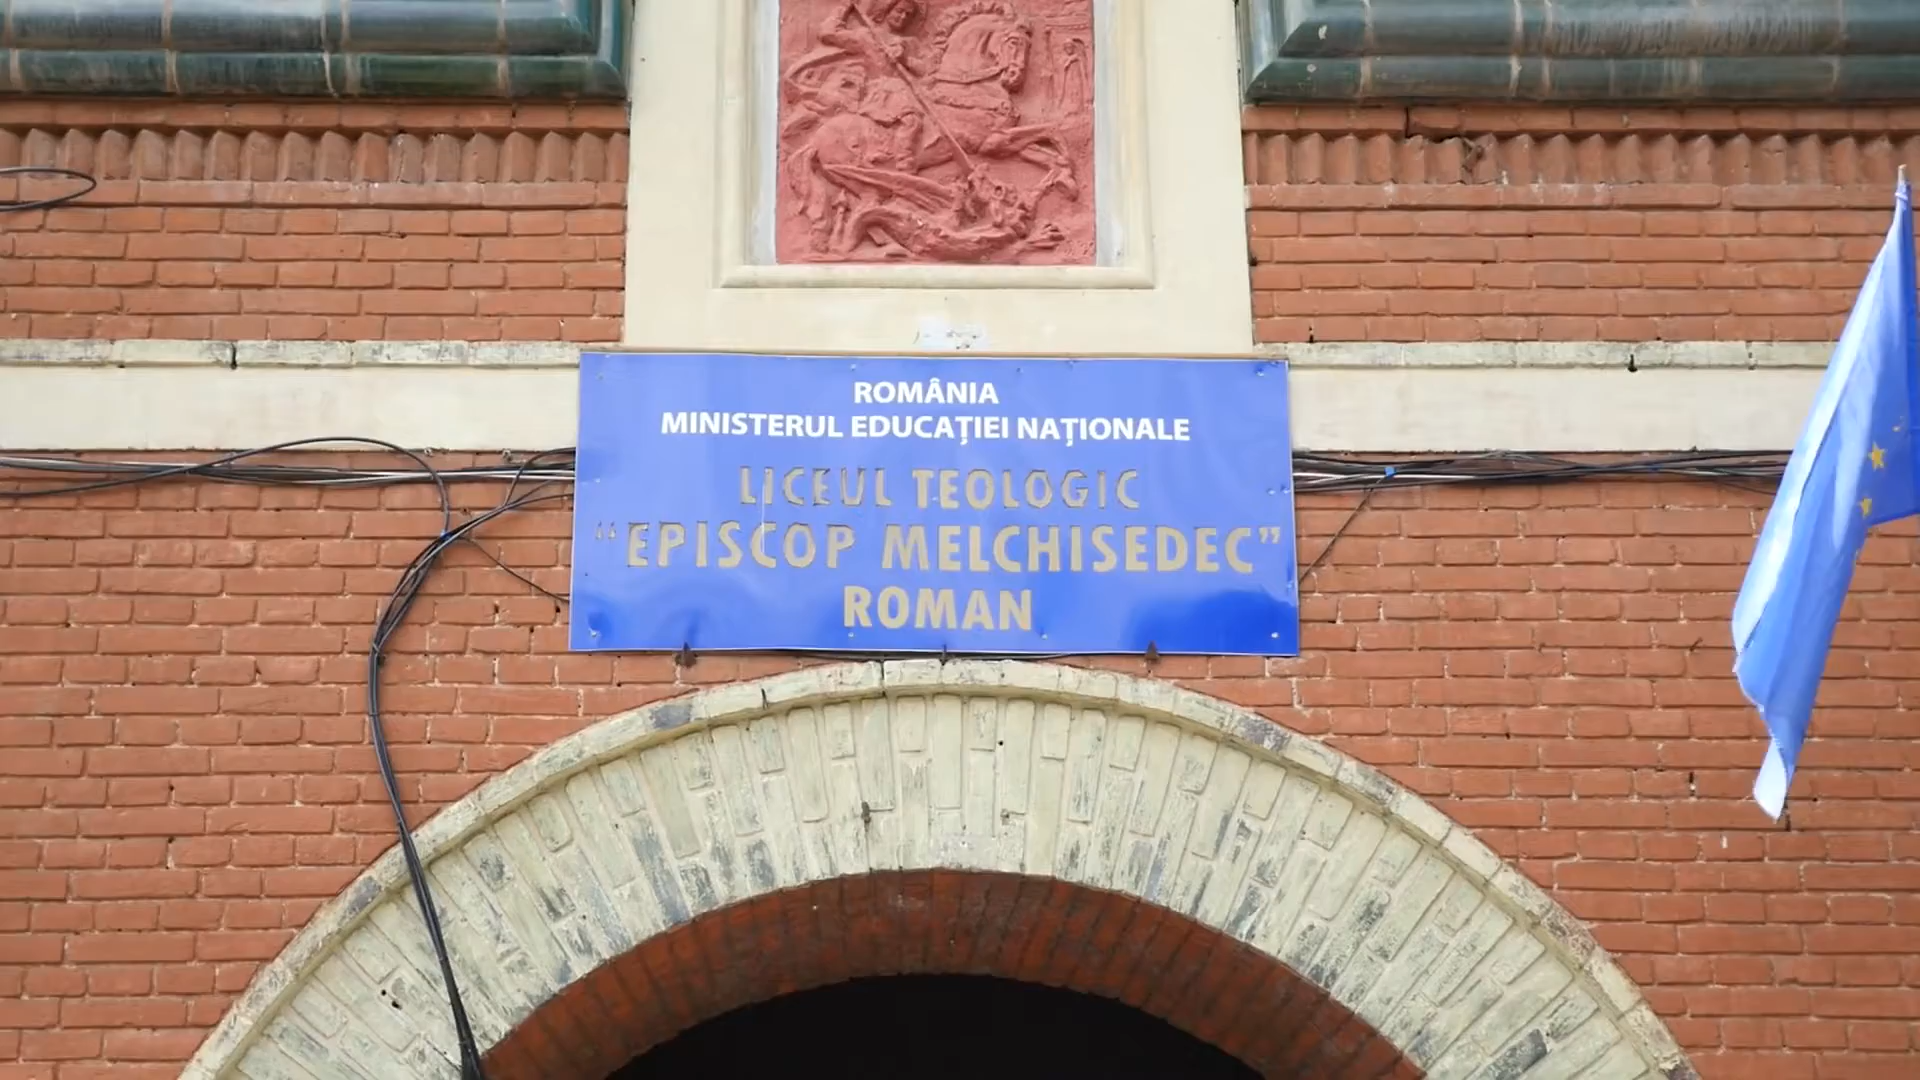 ROMÂNIA
MINISTERUL EDUCAȚIEI NAȚIONALE
LICEUL TEOLOGIC
“EPISCOP MELCHISEDEC”
ROMAN